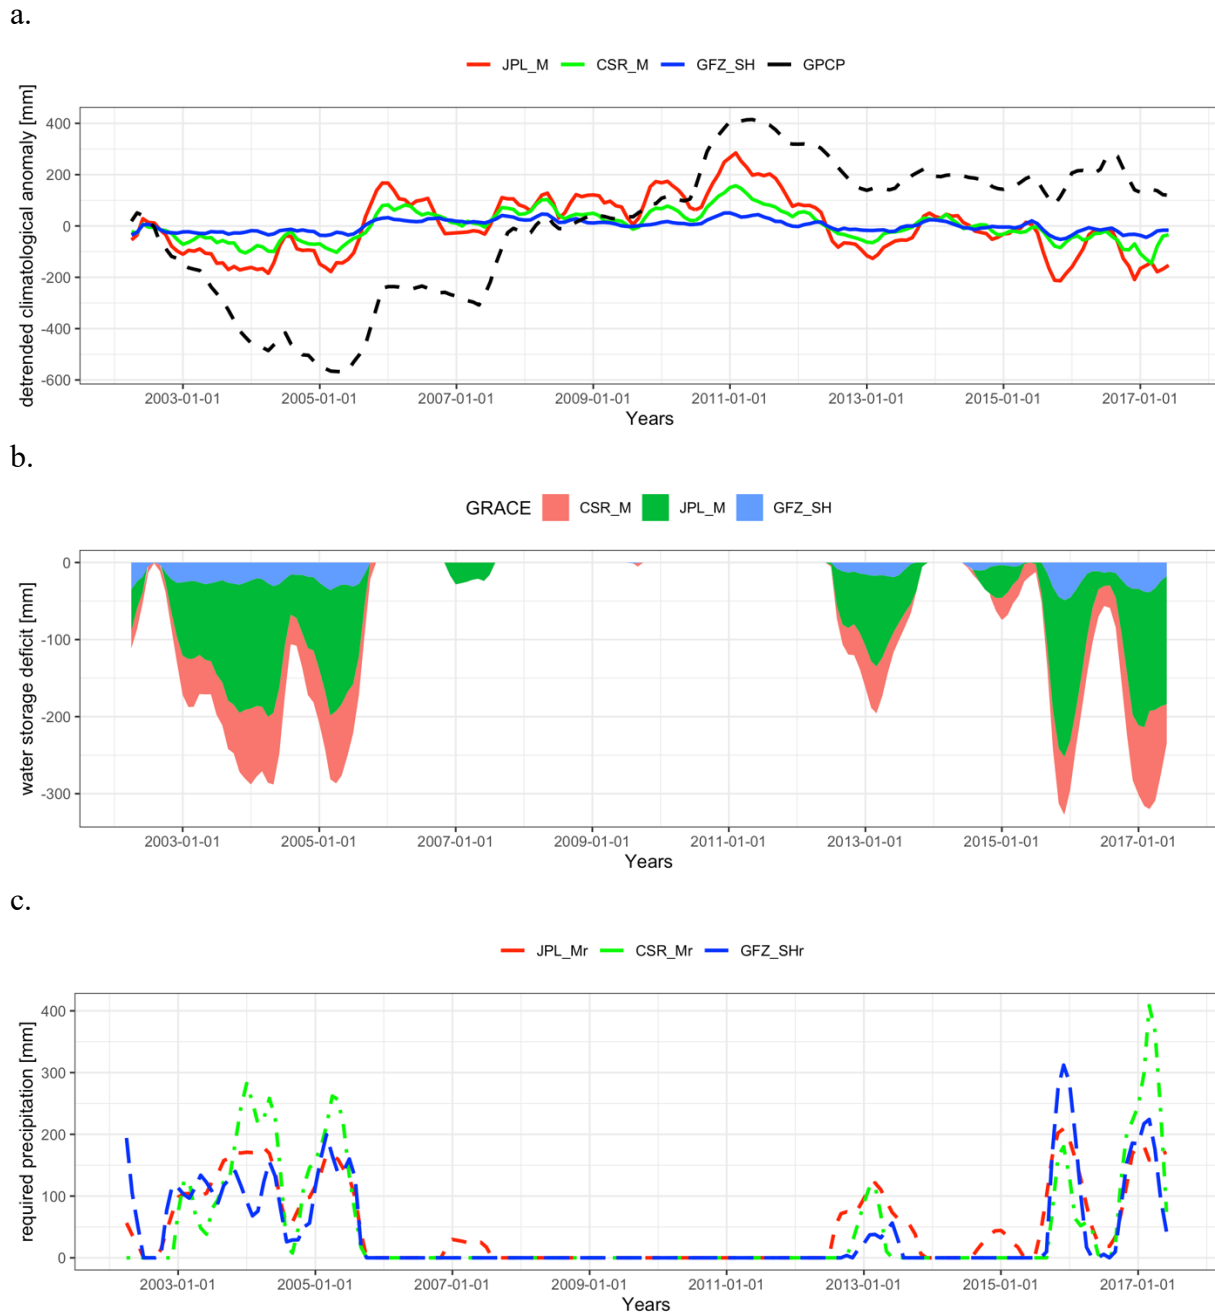 a.
JPL_M CSR_M GFZ_SH GPCP
detrended climatological anomaly [mm]
400
200
0
-200
-400
-600
2003-01-01 2005-01-01 2007-01-01 2009-01-01 2011-01-01 2013-01-01 2015-01-01 2017-01-01
Years
b.
GRACE CSR_M JPL_M GFZ_SH
water storage deficit [mm]
0
-100
-200
-300
2003-01-01 2005-01-01 2007-01-01 2009-01-01 2011-01-01 2013-01-01 2015-01-01 2017-01-01
Years
c.
JPL_Mr CSR_Mr GFZ_SHr
required precipitation [mm]
400
300
200
100
0
2003-01-01 2005-01-01 2007-01-01 2009-01-01 2011-01-01 2013-01-01 2015-01-01 2017-01-01
Years